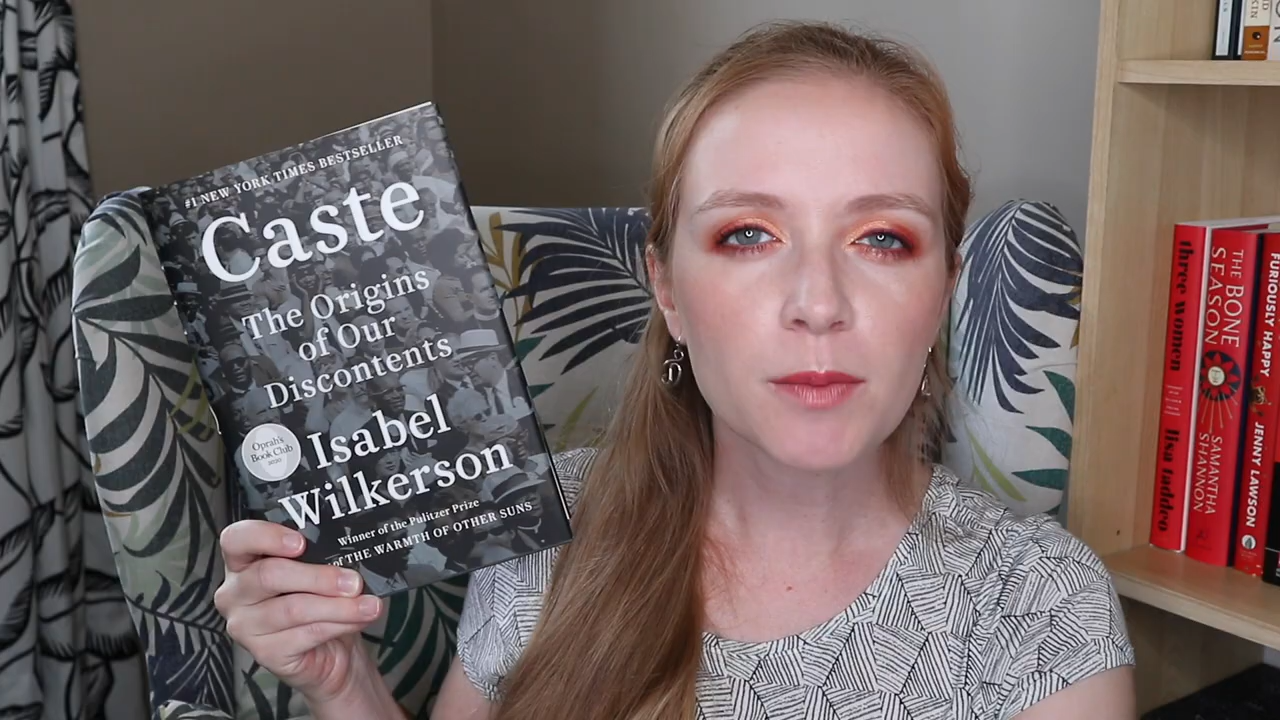 #1 NEW YORK TIMES BESTSELLER
Caste
The Origins
of Our
Discontents
Oprah's
Book Club
2020
Isabel
Wilkerson
Winner of the Pulitzer Prize
of THE WARMTH OF OTHER SUNS
three women
lisa taddeo
THE BONE
SEASON
SAMANTHA
SHANNON
FURIOUSLY HAPPY
JENNY LAWSON